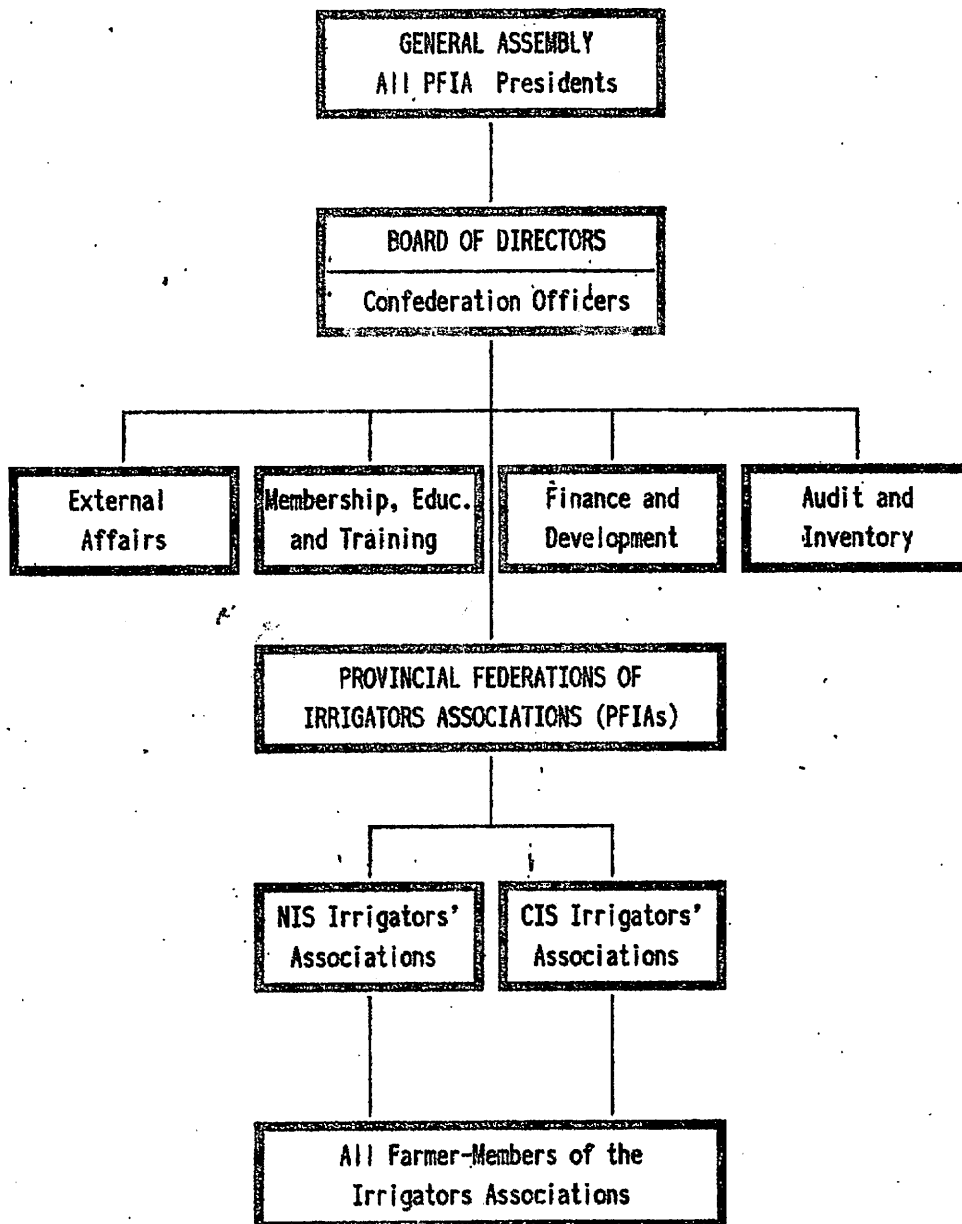 GENERAL ASSEMBLY
All PFIA Presidents
BOARD OF DIRECTORS
Confederation Officers
External
Affairs
Membership, Educ.
and Training
Finance and
Development
Audit and
Inventory
PROVINCIAL FEDERATIONS OF
IRRIGATORS ASSOCIATIONS (PFIAs)
NIS Irrigators'
Associations
CIS Irrigators'
Associations
All Farmer-Members of the
Irrigators Associations